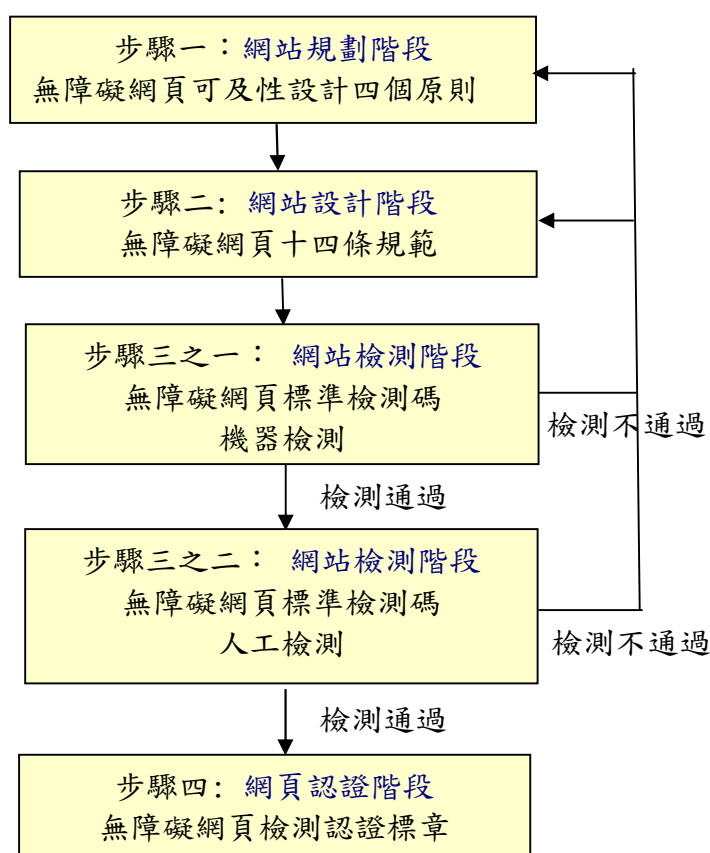 步驟一：網站規劃階段
無障礙網頁可及性設計四個原則
步驟二: 網站設計階段
無障礙網頁十四條規範
步驟三之一： 網站檢測階段
無障礙網頁標準檢測碼
機器檢測
檢測不通過
檢測通過
步驟三之二： 網站檢測階段
無障礙網頁標準檢測碼
人工檢測
檢測不通過
檢測通過
步驟四: 網頁認證階段
無障礙網頁檢測認證標章